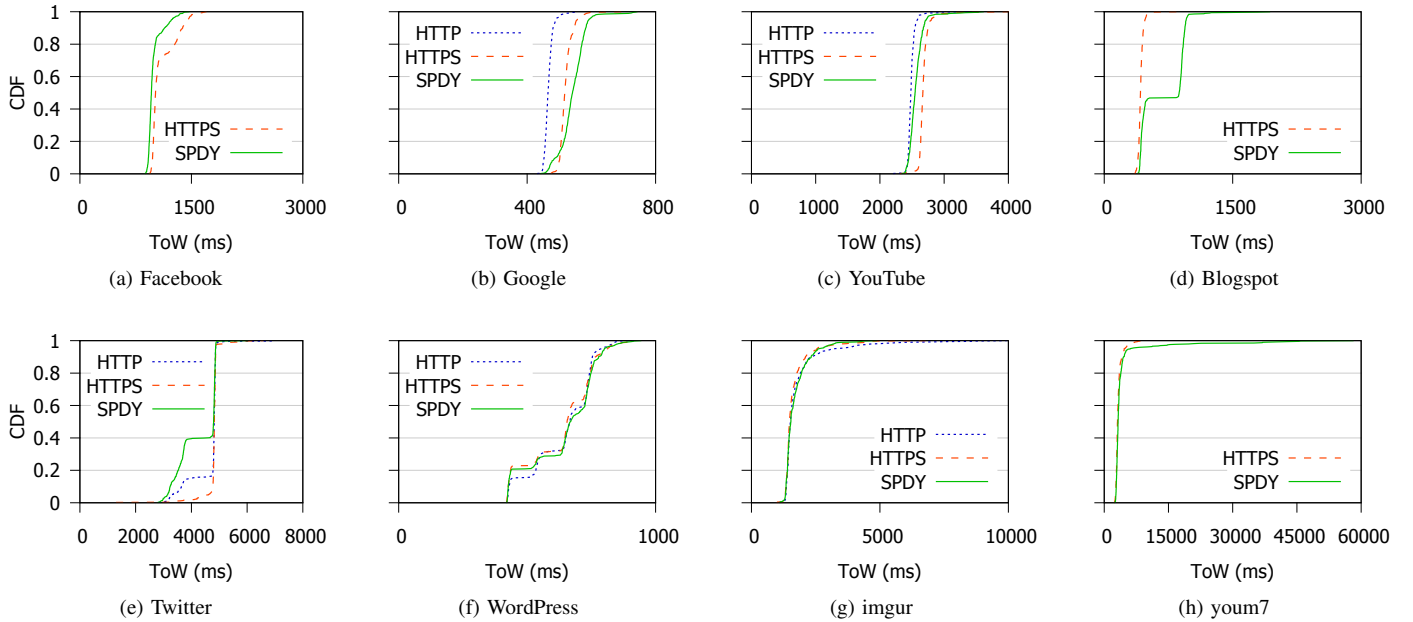 CDF
1
0.8
0.6
0.4
0.2
0
HTTPS
SPDY
0 1500 3000
ToW (ms)
(a) Facebook
HTTP
HTTPS
SPDY
0 400 800
ToW (ms)
(b) Google
HTTP
HTTPS
SPDY
0 1000 2000 3000 4000
ToW (ms)
(c) YouTube
HTTPS
SPDY
0 1500 3000
ToW (ms)
(d) Blogspot
CDF
1
0.8
0.6
0.4
0.2
0
HTTP
HTTPS
SPDY
0 2000 4000 6000 8000
ToW (ms)
(e) Twitter
HTTP
HTTPS
SPDY
0 1000
ToW (ms)
(f) WordPress
HTTP
HTTPS
SPDY
0 5000 10000
ToW (ms)
(g) imgur
HTTPS
SPDY
0 15000 30000 45000 60000
ToW (ms)
(h) youm7